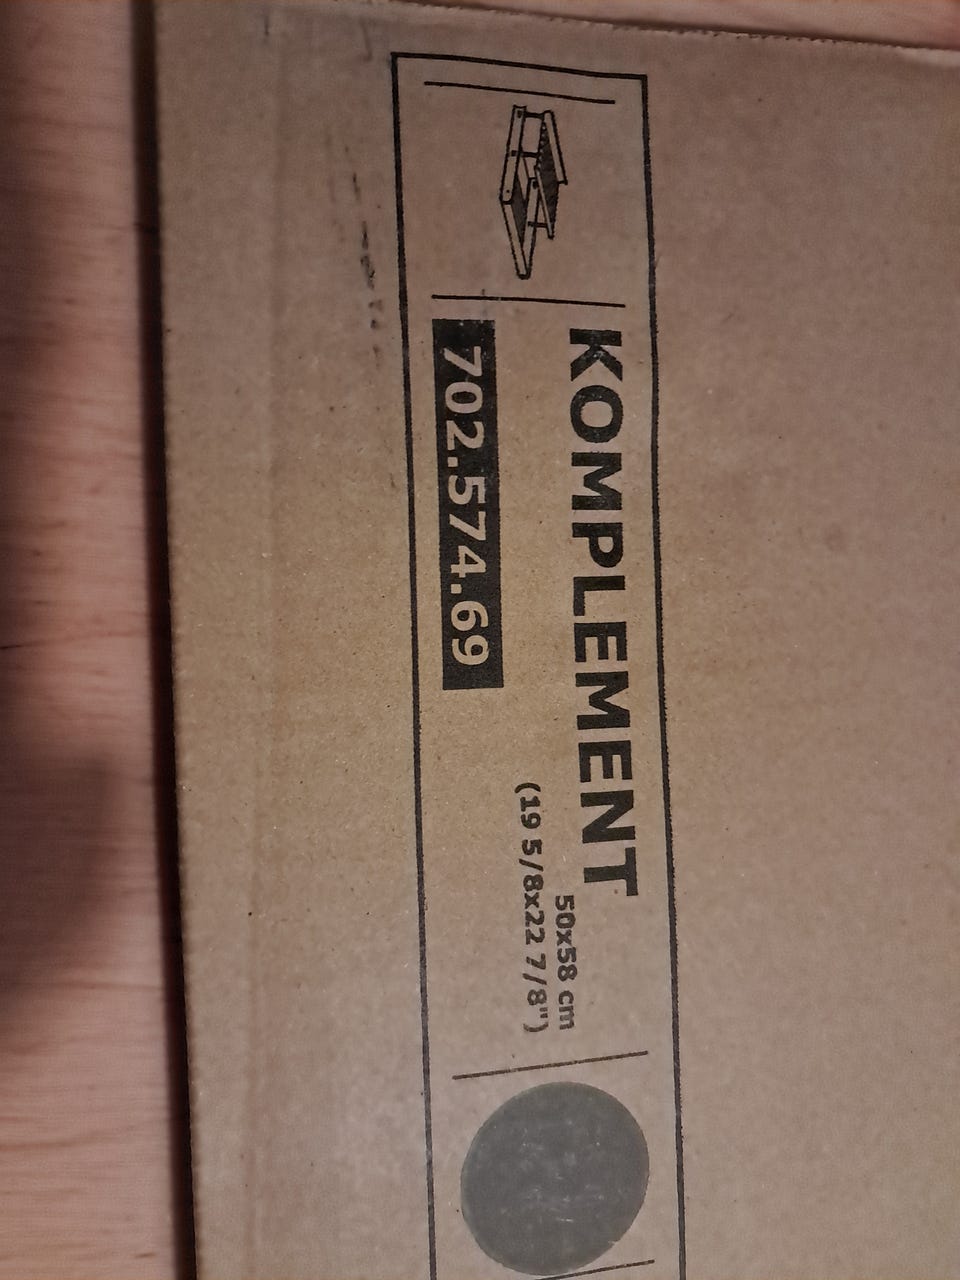 KOMPLEMENT
50x58 cm
(19 5/8x22 7/8")
702.574.69